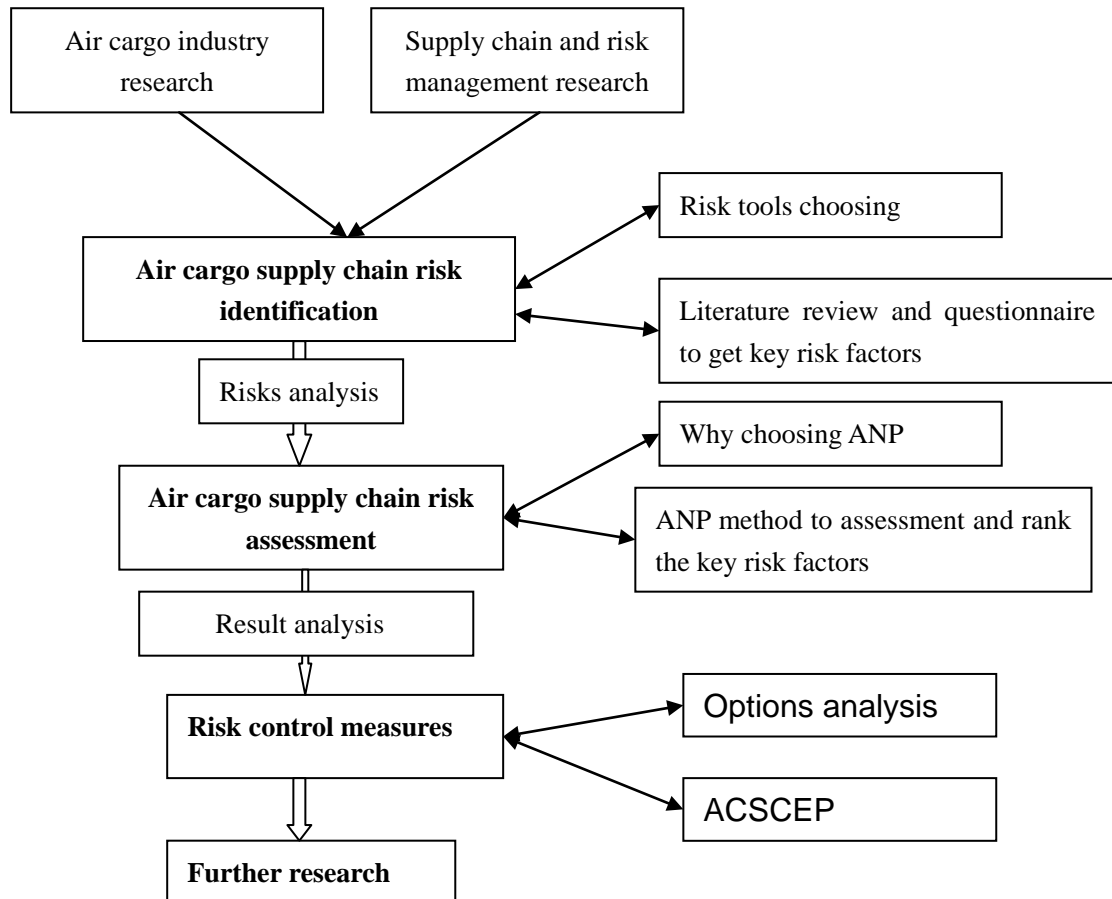 Air cargo industry
research
Supply chain and risk
management research
Risk tools choosing
Air cargo supply chain risk
identification
Literature review and questionnaire
to get key risk factors
Risks analysis
Why choosing ANP
Air cargo supply chain risk
assessment
ANP method to assessment and rank
the key risk factors
Result analysis
Risk control measures
Options analysis
ACSCEP
Further research